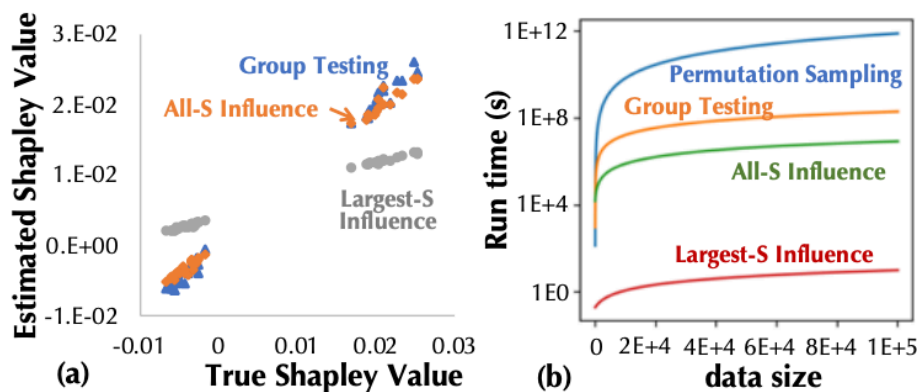 (a)
Estimated Shapley Value
3.E-02
2.E-02
1.E-02
0.E+00
-1.E-02
Group Testing
All-S Influence
Largest-S
Influence
-0.01
0
0.01
0.02
0.03
True Shapley Value
(b)
Run time (s)
1E+12
1E+8
1E+4
1E0
Permutation Sampling
Group Testing
All-S Influence
Largest-S Influence
0
2E+4
4E+4
6E+4
8E+4
1E+5
data size